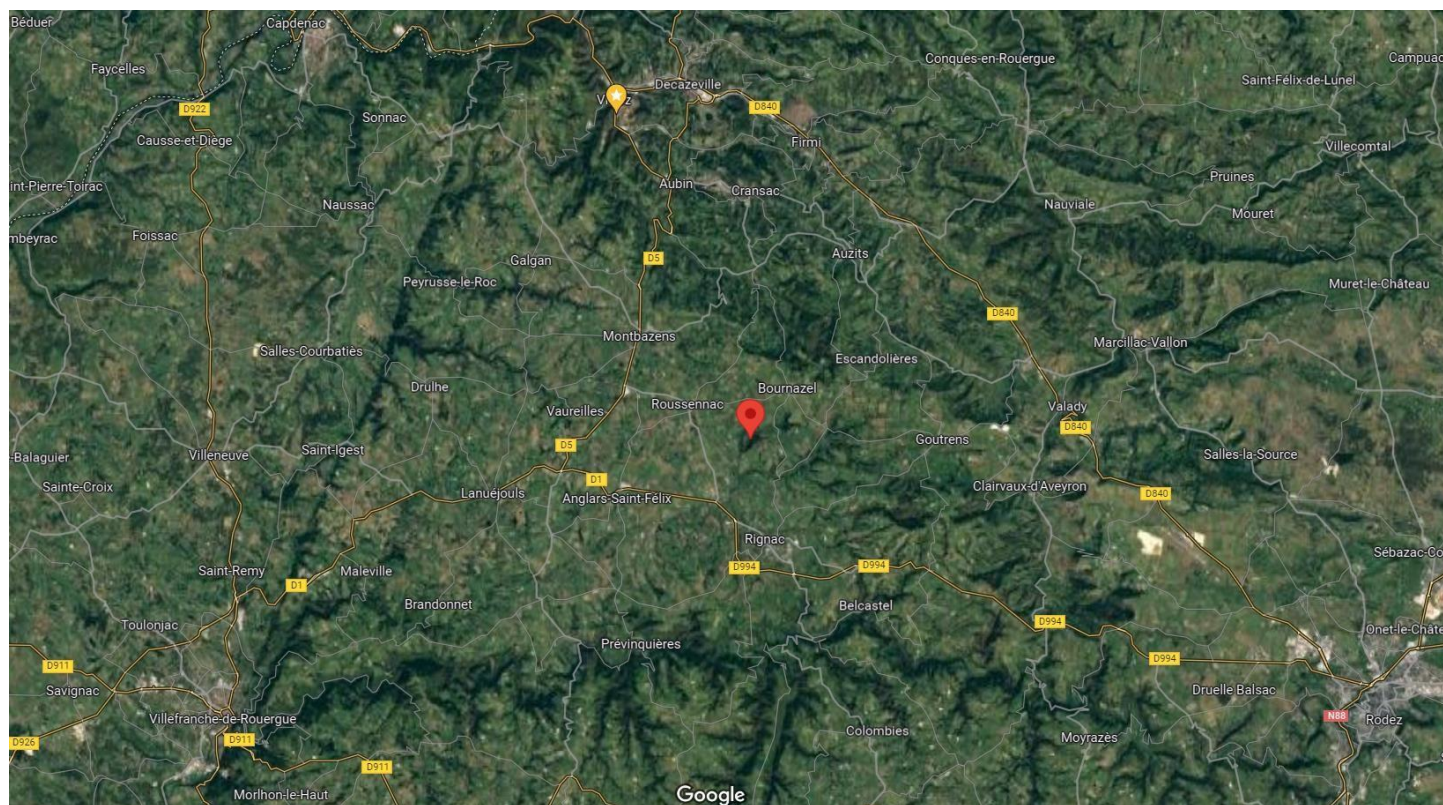 Béduer
Capdenac
Faycelles
Decazeville
Conques-en-Rouergue
Campuac
Saint-Félix-de-Lunel
D922
Sonnac
D840
Causse-et-Diège
Firmi
Villecomtal
int-Pierre-Toirac
Aubin
Cransac
Pruines
Naussac
Nauviale
Mouret
mbeyrac
Foissac
D5
Auzits
Galgan
Peyrusse-le-Roc
Muret-le-Château
D840
Montbazens
Marcillac-Vallon
Salles-Courbatiès
Escandolières
Drulhe
Bournazel
Vaureilles
Roussennac
Valady
D840
D5
Goutrens
-Balaguier
Villeneuve
Saint-Igest
Salles-la-Source
Sainte-Croix
D1
Lanuéjouls
Anglars-Saint-Félix
Clairvaux-d'Aveyron
D840
Rignac
Sébazac-Co
D994
D994
Saint-Remy
Maleville
D1
Brandonnet
Belcastel
Toulonjac
D994
Onet-le-Châte
Prévinquières
D911
D994
Savignac
Druelle Balsac
Villefranche-de-Rouergue
N88
Rodez
D926
D911
Colombies
Moyrazès
D911
Morlhon-le-Haut
Google